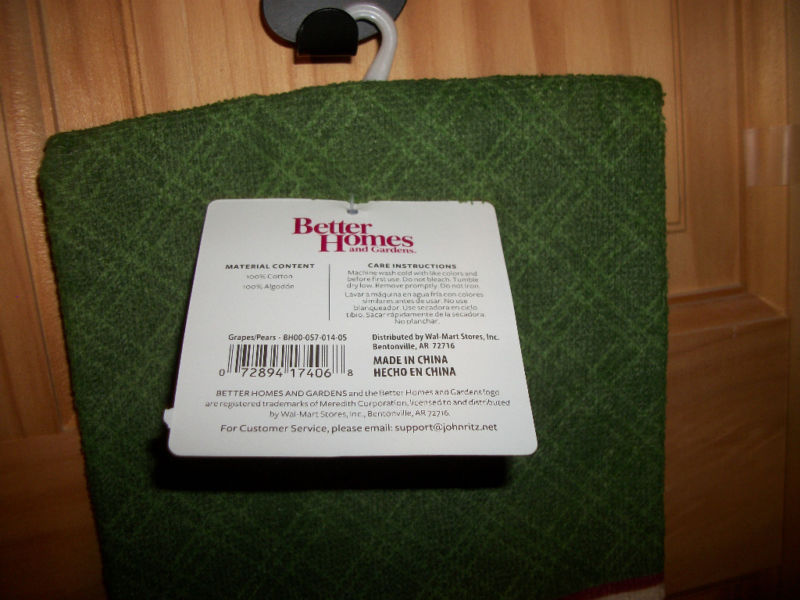 Better
Homes
and Gardens.
MATERIAL CONTENT
100% Cotton
100% Algodón
CARE INSTRUCTIONS
Machine wash cold with like colors and
before first use. Do not bleach. Tumble
dry low. Remove promptly. Do not iron.
Lavar a máquina en agua fría con colores
similares antes de usar. No use
blanqueador. Use secadora en ciclo
tibio. Sacar rápidamente de la secadora.
No planchar.
Grapes/Pears - BH00-057-014-05
0 72894 17406 8
Distributed by Wal-Mart Stores, Inc.
Bentonville, AR 72716
MADE IN CHINA
HECHO EN CHINA
BETTER HOMES AND GARDENS and the Better Homes and Gardens logo
are registered trademarks of Meredith Corporation, licensed to and distributed
by Wal-Mart Stores, Inc., Bentonville, AR 72716.
For Customer Service, please email: support@johnritz.net